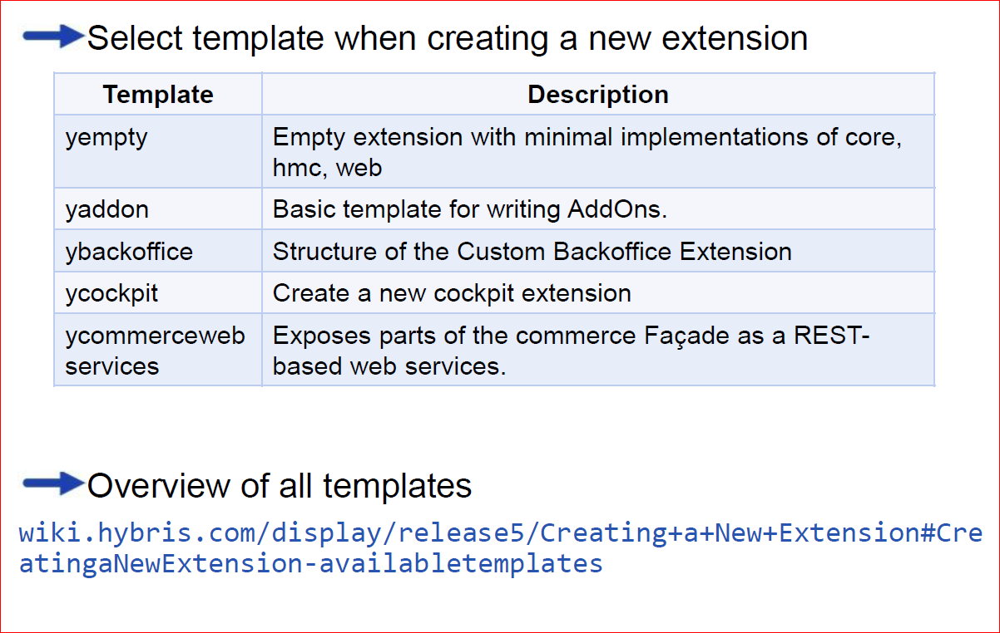 Select template when creating a new extension
Template Description
yempty Empty extension with minimal implementations of core,
hmc, web
yaddon Basic template for writing AddOns.
ybackoffice Structure of the Custom Backoffice Extension
ycockpit Create a new cockpit extension
ycommerceweb Exposes parts of the commerce Façade as a REST-
services based web services.
Overview of all templates
wiki.hybris.com/display/release5/Creating+a+New+Extension#Cre
atingaNewExtension-availabletemplates